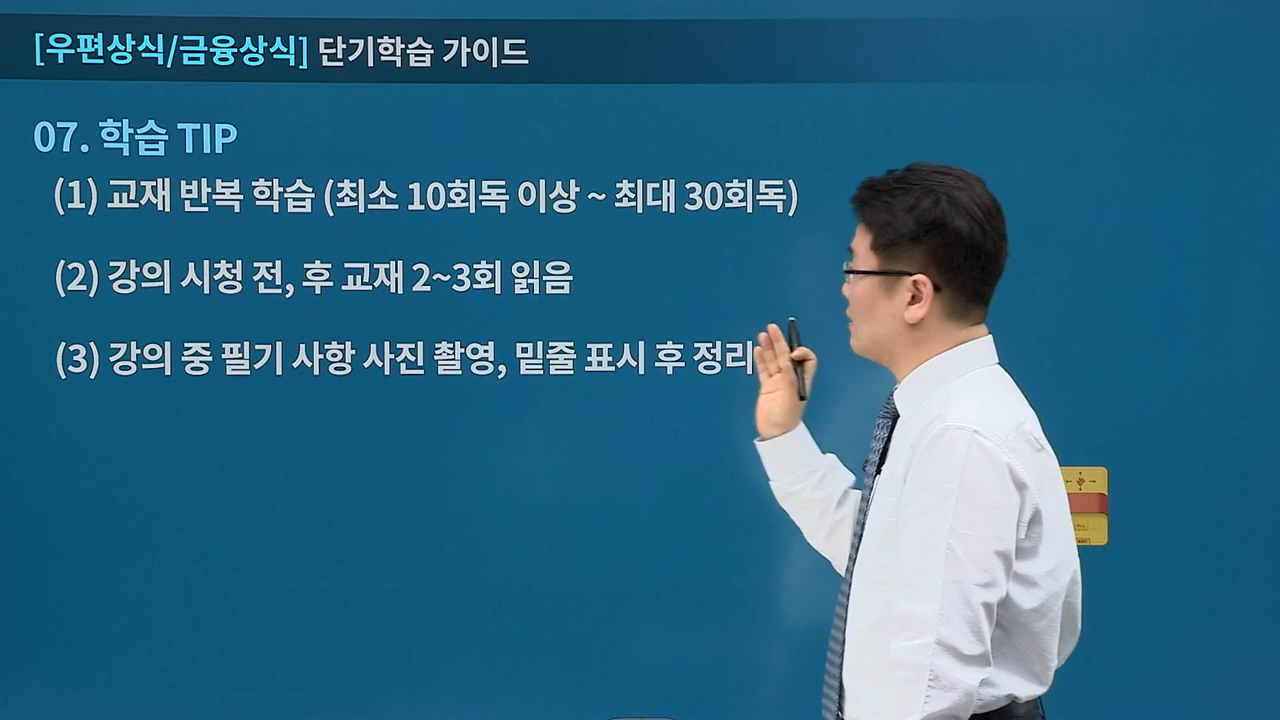 [우편상식/금융상식] 단기학습 가이드
07. 학습 TIP
(1) 교재 반복 학습 (최소 10회독 이상 ~ 최대 30회독)
(2) 강의 시청 전, 후 교재 2~3회 읽음
(3) 강의 중 필기 사항 사진 촬영, 밑줄 표시 후 정리